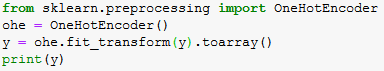 from sklearn.preprocessing import OneHotEncoder
ohe = OneHotEncoder()
y = ohe.fit_transform(y).toarray()
print(y)